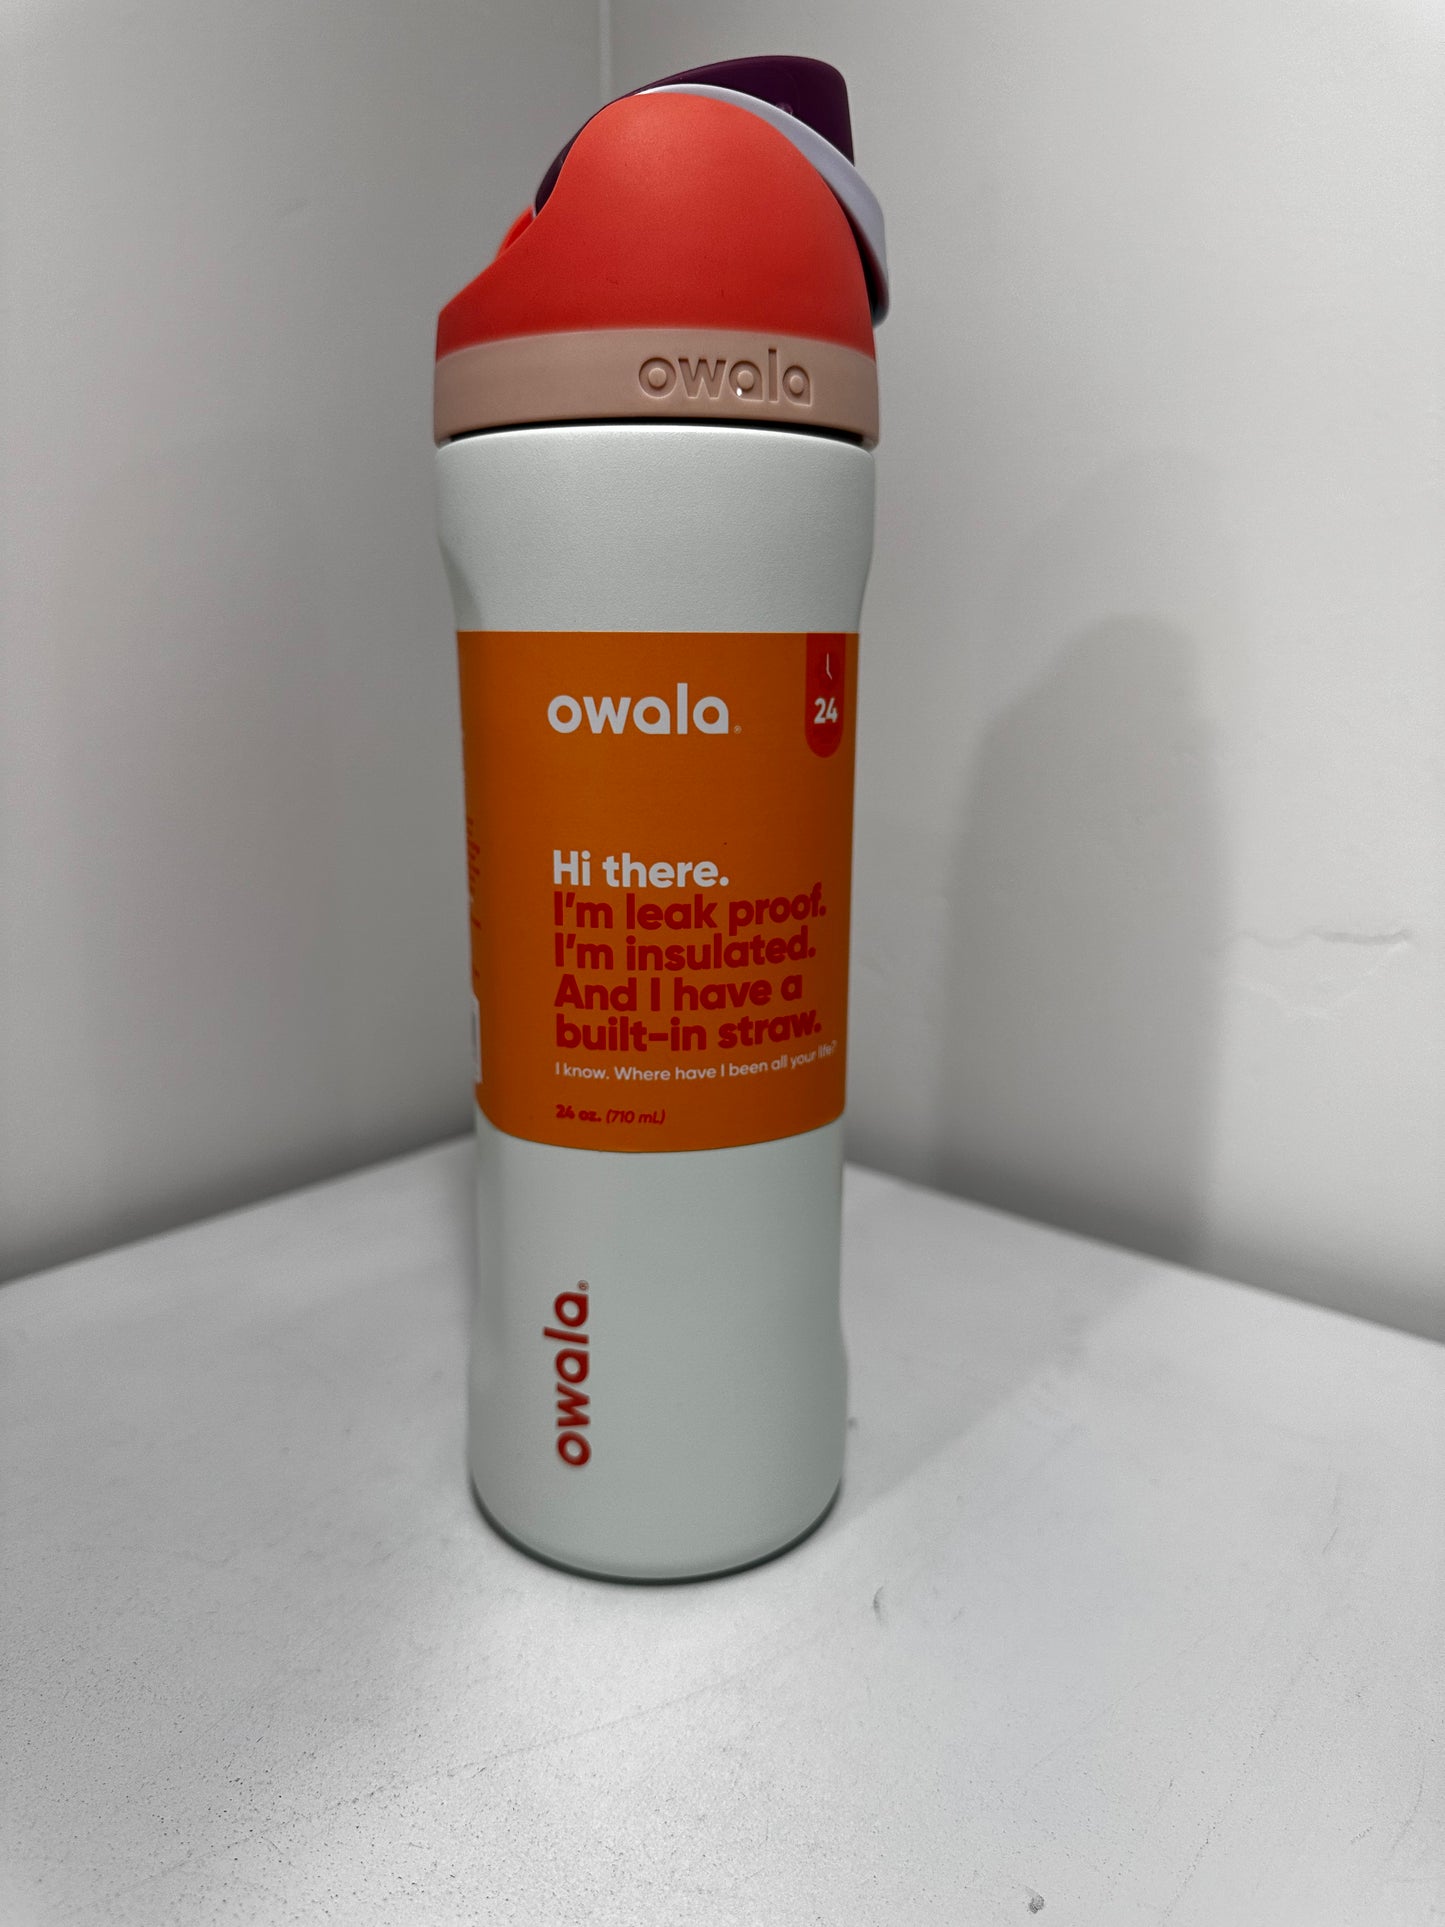 owala
owala®
24
Hi there.
I'm leak proof.
I'm insulated.
And I have a
built-in straw.
I know. Where have I been all your life?
24 oz. (710 mL)
owala®